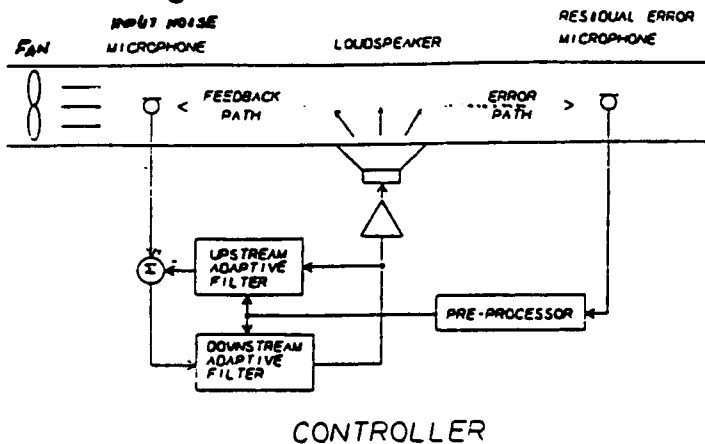 FAN
INPUT NOISE
MICROPHONE
LOUDSPEAKER
RESIDUAL ERROR
MICROPHONE
< FEEDBACK
PATH
ERROR >
PATH
Σ
-
UPSTREAM
ADAPTIVE
FILTER
PRE-PROCESSOR
DOWNSTREAM
ADAPTIVE
FILTER
CONTROLLER